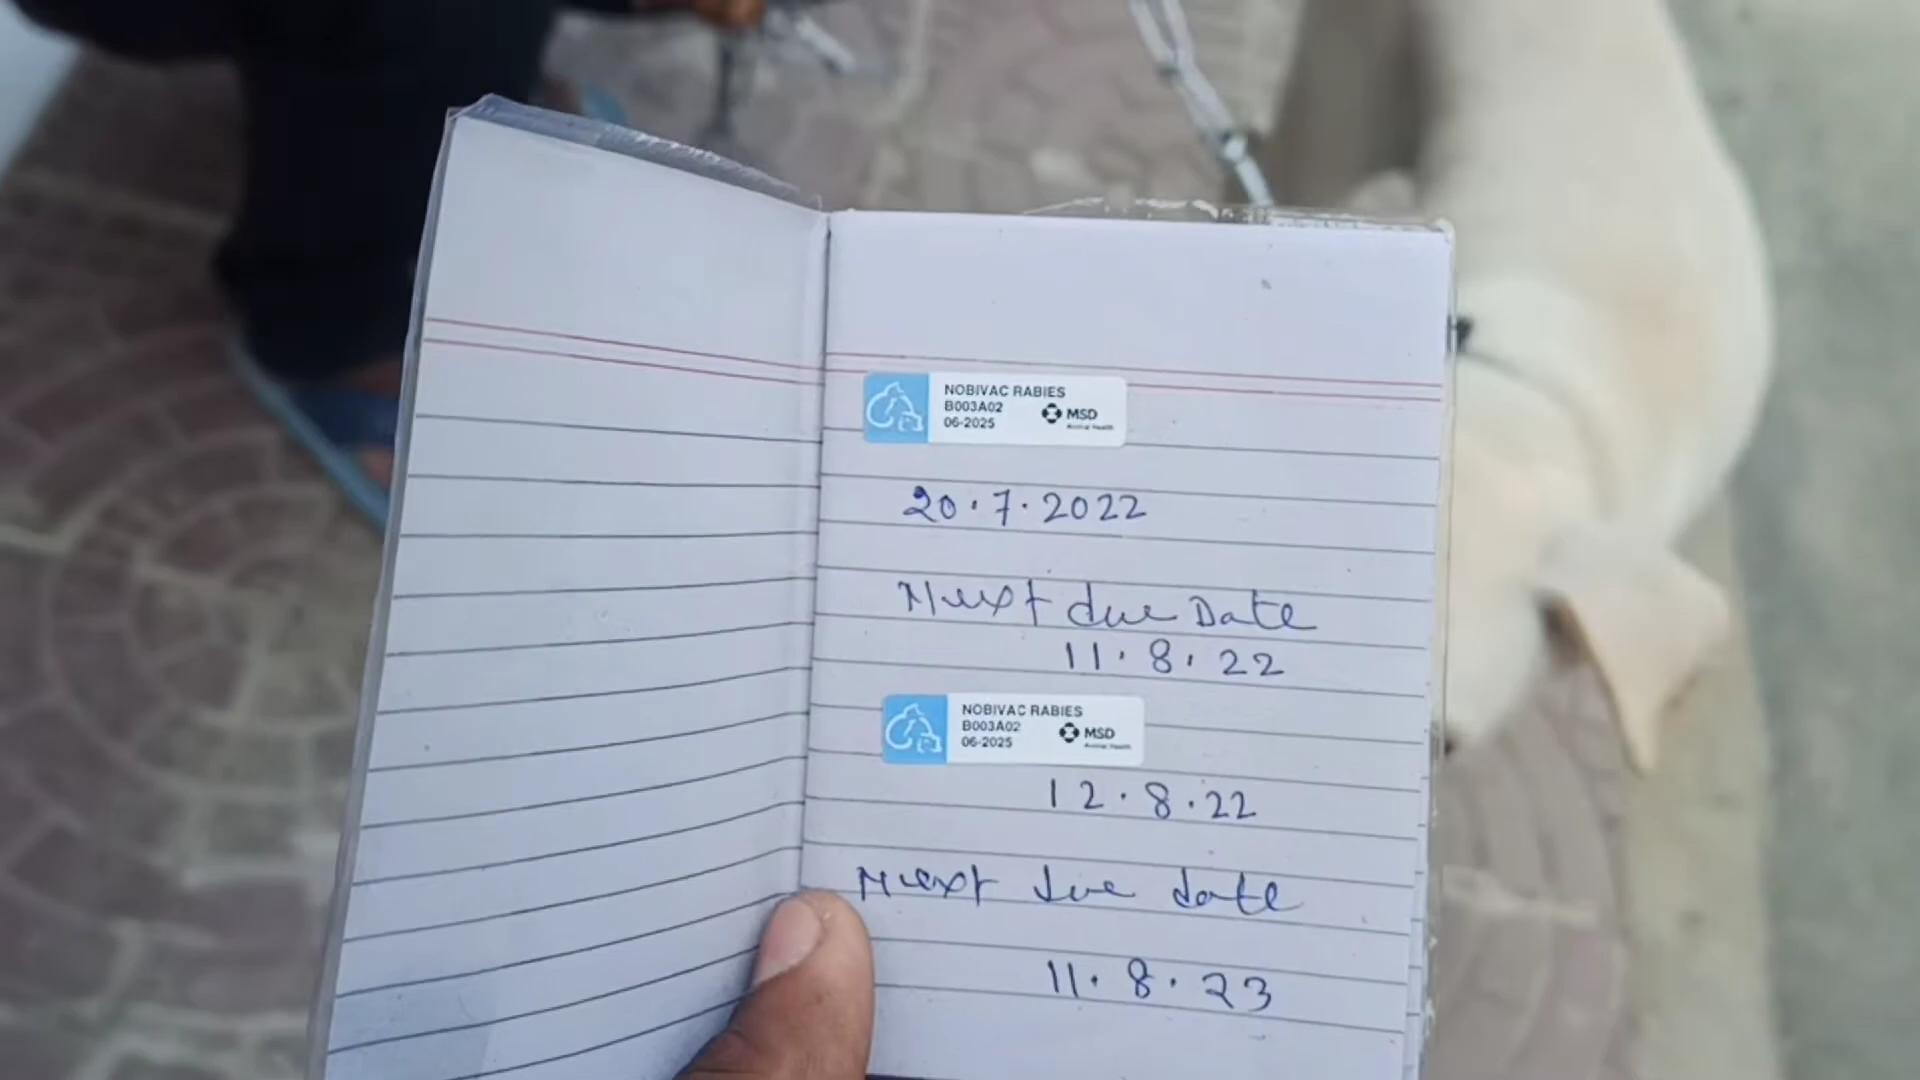 NOBIVAC RABIES
B003A02
06-2025
MSD
Animal Health
20.7.2022
Next due Date
11.8.22
NOBIVAC RABIES
B003A02
06-2025
MSD
Animal Health
12.8.22
Next due date
11.8.23